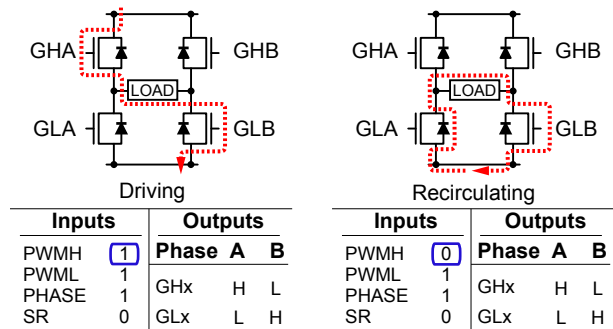 GHA
GHB
LOAD
GLA
GLB
Driving
Inputs Outputs
PWMH 1 Phase A B
PWML 1
PHASE 1 GHx H L
SR 0 GLx L H
GHA
GHB
LOAD
GLA
GLB
Recirculating
Inputs Outputs
PWMH 0 Phase A B
PWML 1
PHASE 1 GHx H L
SR 0 GLx L H